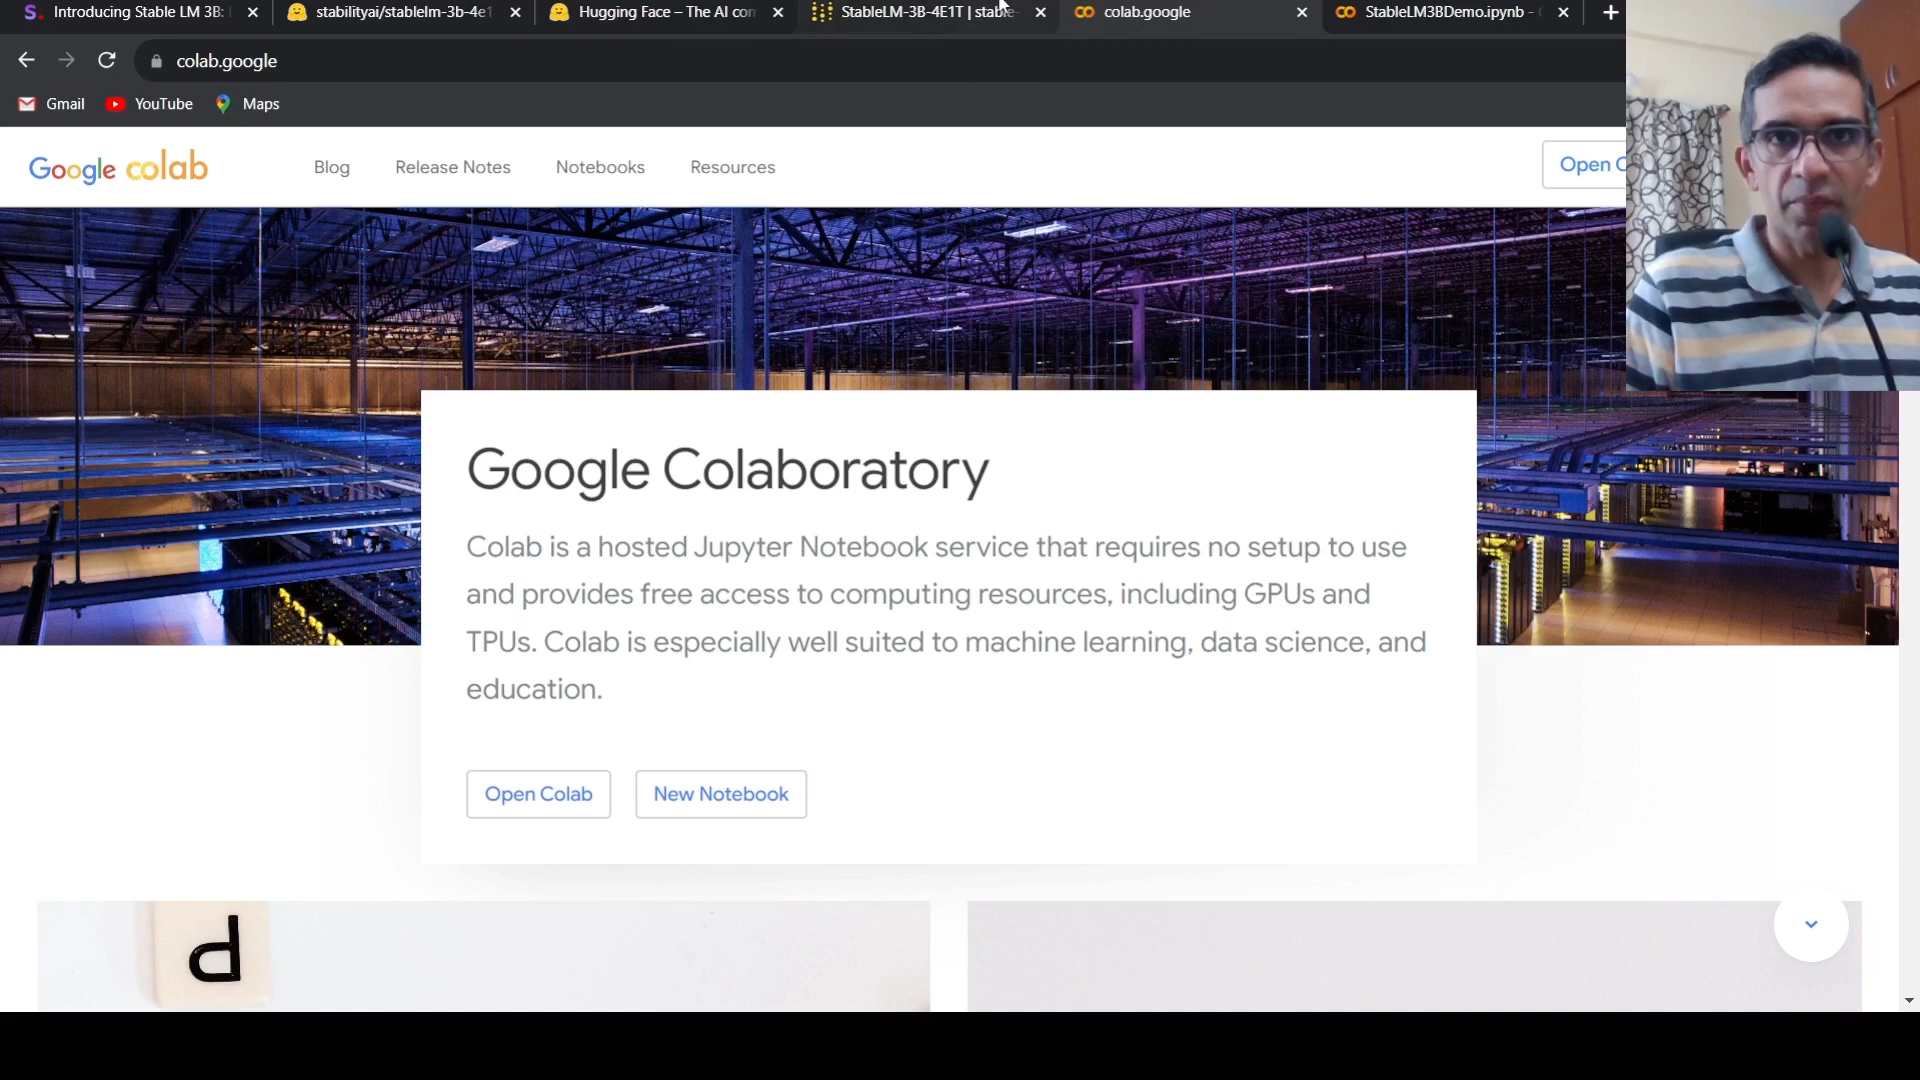 Introducing Stable LM 3B:
stabilityai/stablelm-3b-4e1
Hugging Face – The AI con
StableLM-3B-4E1T | stable-
colab.google
StableLM3BDemo.ipynb -
colab.google
Gmail
YouTube
Maps
Google colab
Blog
Release Notes
Notebooks
Resources
Open C
Google Colaboratory
Colab is a hosted Jupyter Notebook service that requires no setup to use
and provides free access to computing resources, including GPUs and
TPUs. Colab is especially well suited to machine learning, data science, and
education.
Open Colab
New Notebook
d